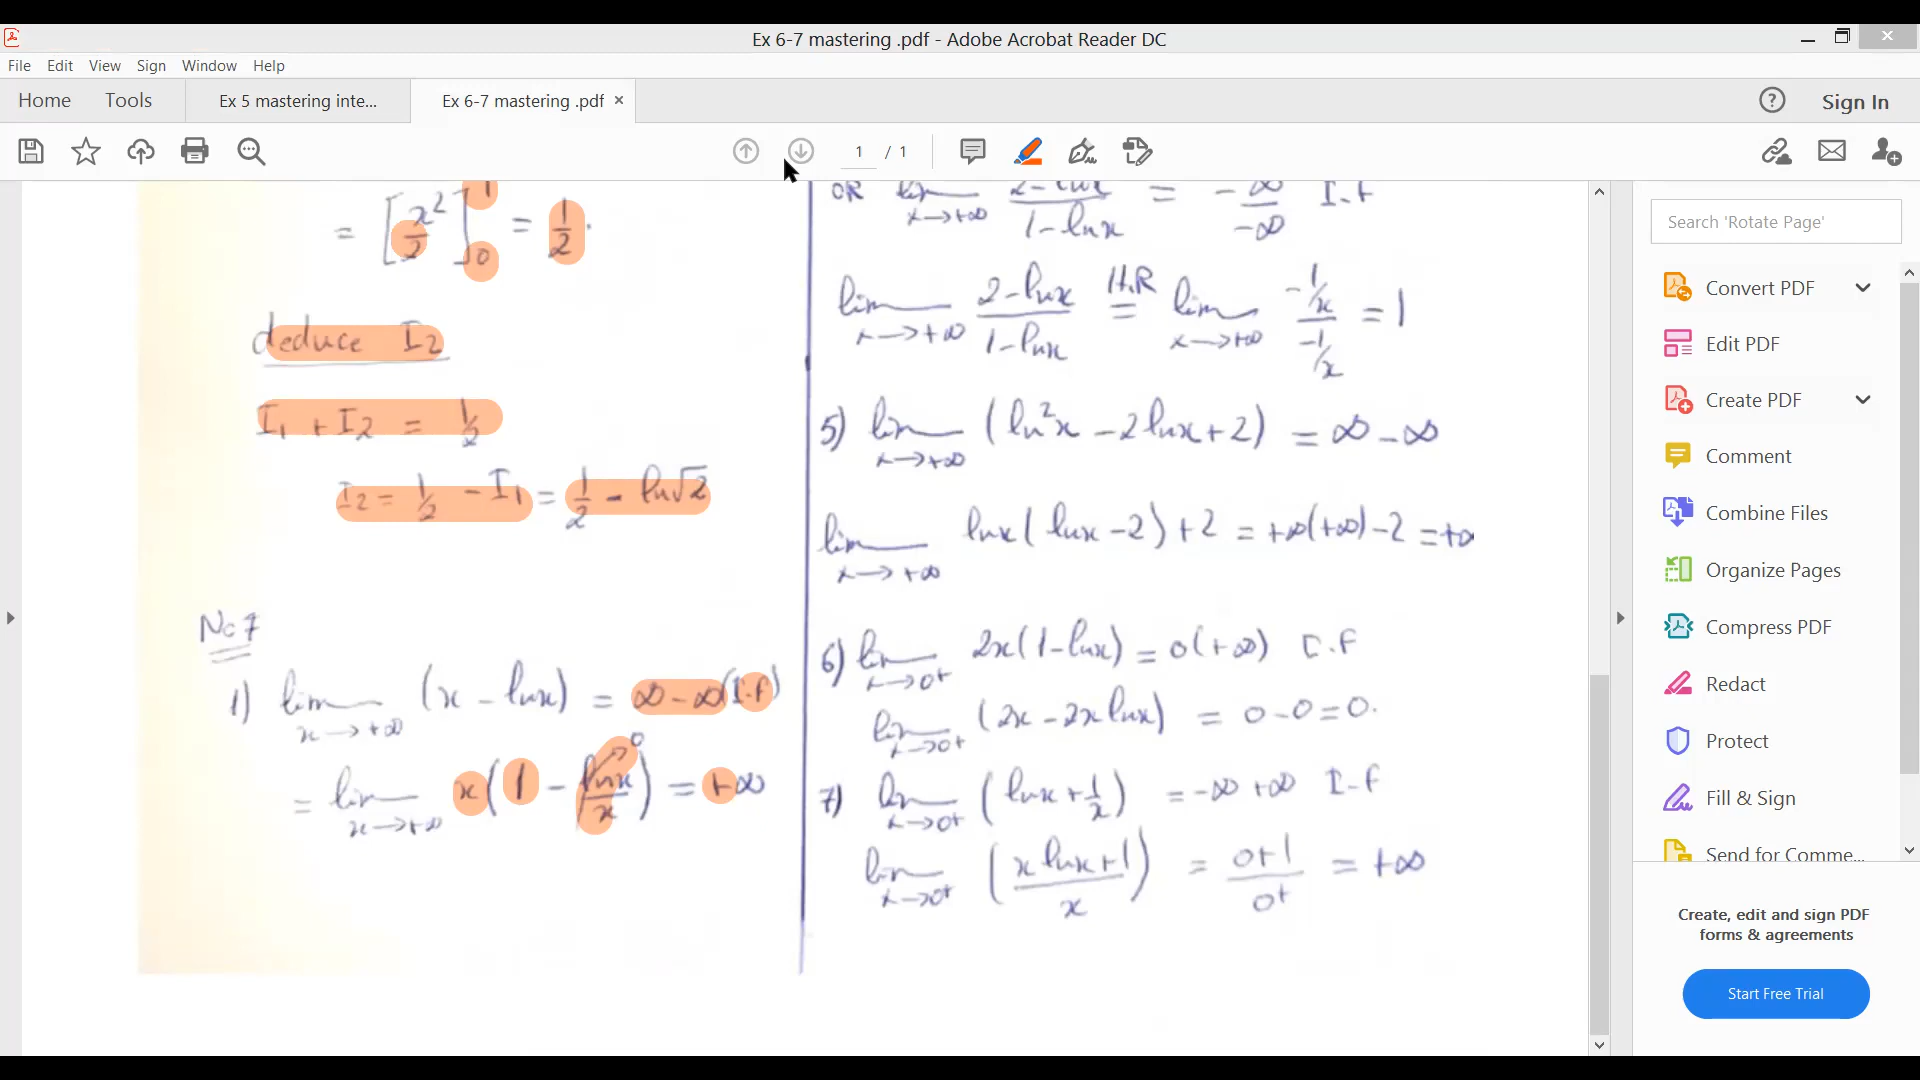 Ex 6-7 mastering .pdf - Adobe Acrobat Reader DC
File Edit View Sign Window Help
Home Tools Ex 5 mastering inte... Ex 6-7 mastering .pdf ×
Sign In
1 / 1
= [x²/2]₀¹ = 1/2.
deduce I₂
I₁ + I₂ = 1/2
I₂ = 1/2 - I₁ = 1/2 - ln√2
No 7
1) lim x→+∞ (x - lnx) = ∞ - ∞ (I.f)
= lim x→+∞ x(1 - lnx/x → 0) = +∞
OR lim x→+∞ (2-lnx)/(1-lnx) = -∞/-∞ I.f
lim x→+∞ (2-lnx)/(1-lnx) H.R = lim x→+∞ (-1/x)/(-1/x) = 1
5) lim x→+∞ (ln²x - 2lnx + 2) = ∞ - ∞
lim x→+∞ lnx(lnx - 2) + 2 = +∞(+∞) - 2 = +∞
6) lim x→0⁺ 2x(1-lnx) = 0(+∞) I.f
lim x→0⁺ (2x - 2xlnx) = 0 - 0 = 0.
7) lim x→0⁺ (lnx + 1/x) = -∞ +∞ I.f
lim x→0⁺ ((x lnx+1)/x) = (0+1)/0⁺ = +∞
Search 'Rotate Page'
Convert PDF
Edit PDF
Create PDF
Comment
Combine Files
Organize Pages
Compress PDF
Redact
Protect
Fill & Sign
Send for Comme...
Create, edit and sign PDF
forms & agreements
Start Free Trial